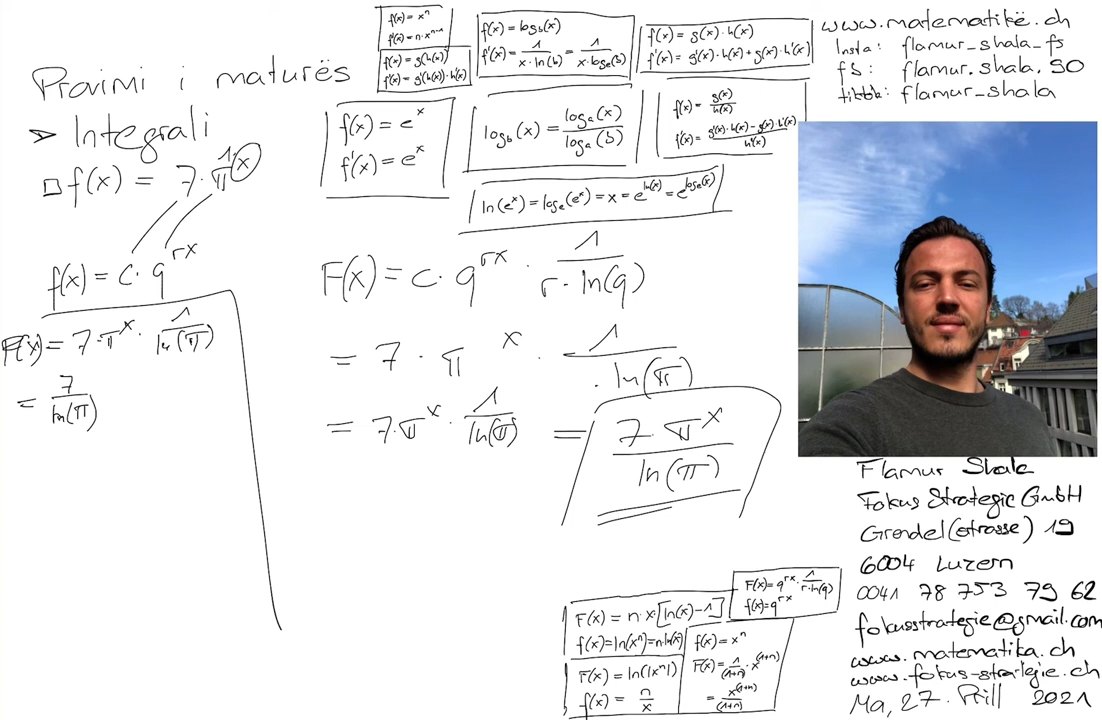 Provimi i maturës
➢ Integrali
□ f(x) = 7·π^(1·x)
f(x) = c·q^(rx)
F(x) = 7·π^x · 1/ln(π)
= 7/ln(π)
f(x) = x^n
f'(x) = n·x^(n-1)
f(x) = g(h(x))
f'(x) = g'(h(x))·h'(x)
f(x) = log_b(x)
f'(x) = 1/(x·ln(b)) = 1/(x·log_e(b))
f(x) = g(x)·h(x)
f'(x) = g'(x)·h(x)+g(x)·h'(x)
f(x) = e^x
f'(x) = e^x
log_b(x) = log_a(x)/log_a(b)
f(x) = g(x)/h(x)
f'(x) = (g'(x)·h(x)-g(x)·h'(x))/h²(x)
ln(e^x) = log_e(e^x) = x = e^(ln(x)) = e^(log_e(x))
F(x) = c·q^(rx) · 1/(r·ln(q))
= 7·π^x · 1/(·ln(π))
= 7·π^x · 1/ln(π) = 7·π^x/ln(π)
F(x) = q^(rx) · 1/(r·ln(q))
f(x) = q^(rx)
F(x) = n·x·[ln(x)-1]
f(x) = ln(x^n) = n·ln(x)
F(x) = ln(|x^n|)
f(x) = n/x
f(x) = x^n
F(x) = 1/(1+n) · x^(1+n)
= x^(1+n)/(1+n)
www.matematikë.ch
Insta: flamur_shala_fs
fb: flamur.shala.50
tiktok: flamur_shala
Flamur Shala
Fokus Strategie GmbH
Grendel(strasse) 19
6004 Luzern
0041 78 753 79 62
fokusstrategie@gmail.com
www.matematika.ch
www.fokus-strategie.ch
Ma, 27. Prill 2021